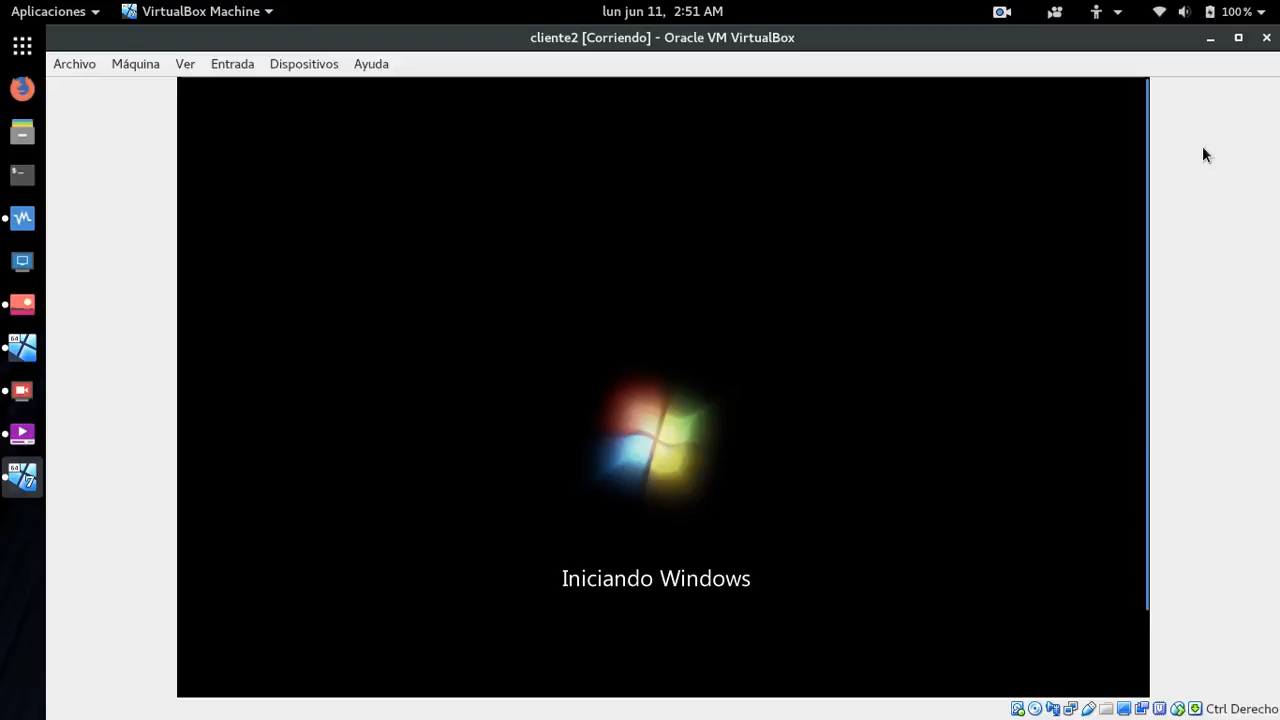 Aplicaciones VirtualBox Machine lun jun 11, 2:51 AM 100%
cliente2 [Corriendo] - Oracle VM VirtualBox
Archivo Máquina Ver Entrada Dispositivos Ayuda
Iniciando Windows
Ctrl Derecho